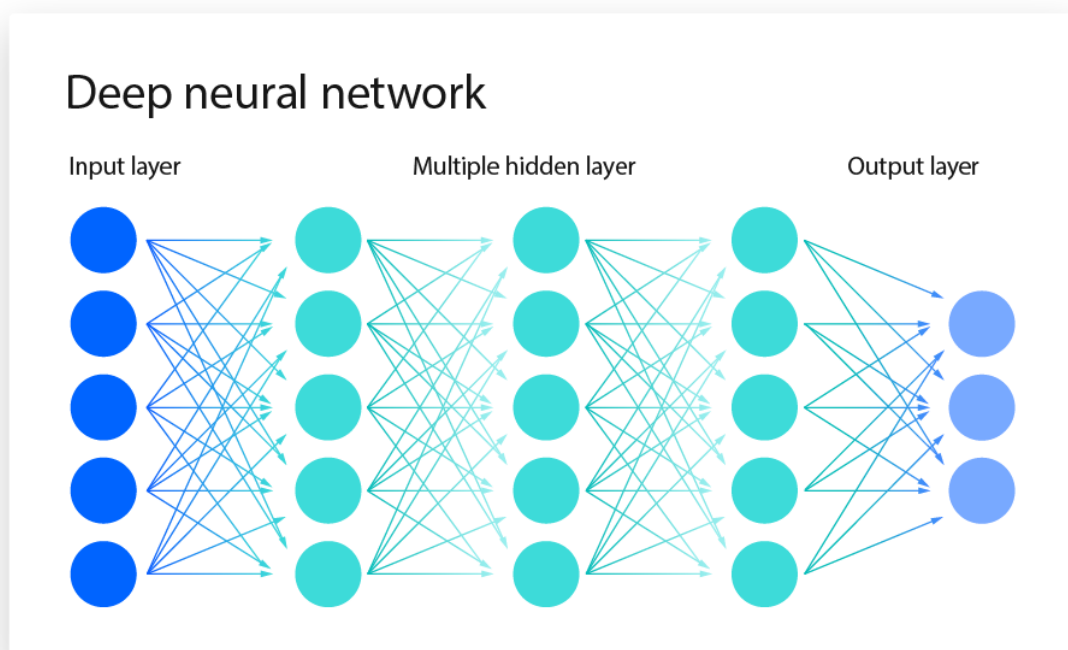 Deep neural network
Input layer
Multiple hidden layer
Output layer